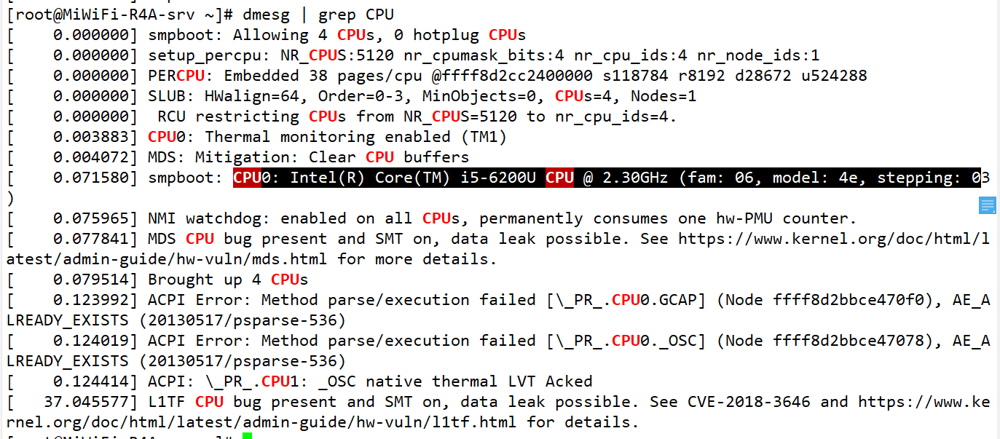 [root@MiWiFi-R4A-srv ~]# dmesg | grep CPU
[    0.000000] smpboot: Allowing 4 CPUs, 0 hotplug CPUs
[    0.000000] setup_percpu: NR_CPUS:5120 nr_cpumask_bits:4 nr_cpu_ids:4 nr_node_ids:1
[    0.000000] PERCPU: Embedded 38 pages/cpu @ffff8d2cc2400000 s118784 r8192 d28672 u524288
[    0.000000] SLUB: HWalign=64, Order=0-3, MinObjects=0, CPUs=4, Nodes=1
[    0.000000]  RCU restricting CPUs from NR_CPUS=5120 to nr_cpu_ids=4.
[    0.003883] CPU0: Thermal monitoring enabled (TM1)
[    0.004072] MDS: Mitigation: Clear CPU buffers
[    0.071580] smpboot: CPU0: Intel(R) Core(TM) i5-6200U CPU @ 2.30GHz (fam: 06, model: 4e, stepping: 03
)
[    0.075965] NMI watchdog: enabled on all CPUs, permanently consumes one hw-PMU counter.
[    0.077841] MDS CPU bug present and SMT on, data leak possible. See https://www.kernel.org/doc/html/l
atest/admin-guide/hw-vuln/mds.html for more details.
[    0.079514] Brought up 4 CPUs
[    0.123992] ACPI Error: Method parse/execution failed [\_PR_.CPU0.GCAP] (Node ffff8d2bbce470f0), AE_A
LREADY_EXISTS (20130517/psparse-536)
[    0.124019] ACPI Error: Method parse/execution failed [\_PR_.CPU0._OSC] (Node ffff8d2bbce47078), AE_A
LREADY_EXISTS (20130517/psparse-536)
[    0.124414] ACPI: \_PR_.CPU1: _OSC native thermal LVT Acked
[   37.045577] L1TF CPU bug present and SMT on, data leak possible. See CVE-2018-3646 and https://www.ke
rnel.org/doc/html/latest/admin-guide/hw-vuln/l1tf.html for details.